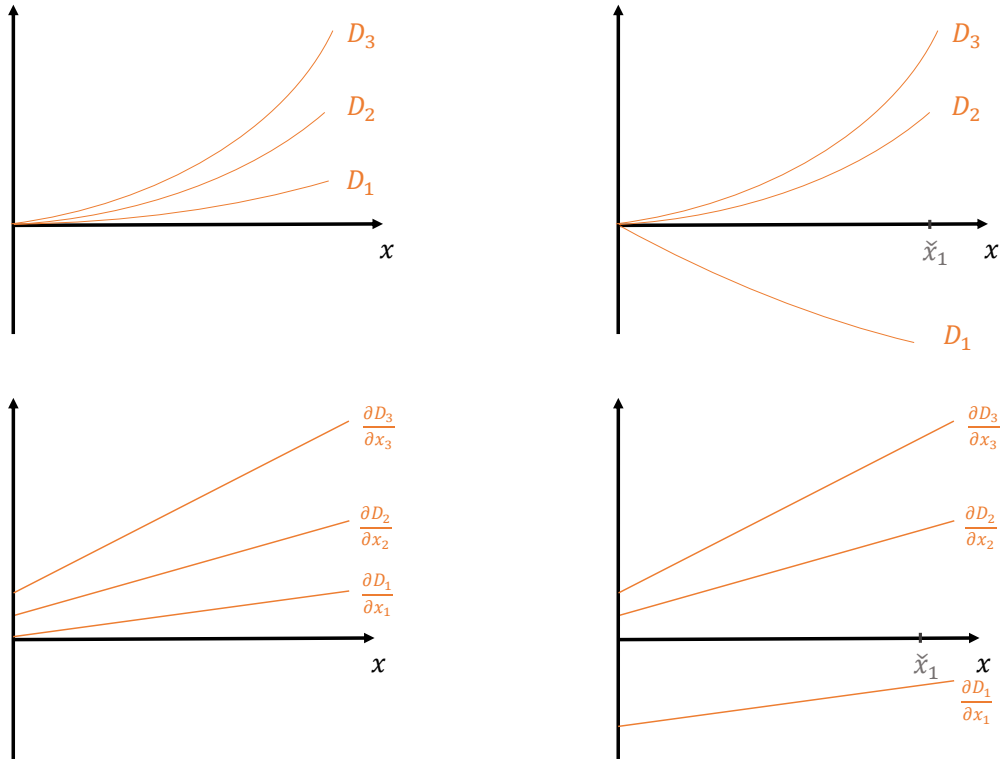 D₃
D₂
D₁
x
D₃
D₂
x̌₁
x
D₁
∂D₃/∂x₃
∂D₂/∂x₂
∂D₁/∂x₁
x
∂D₃/∂x₃
∂D₂/∂x₂
x̌₁
x
∂D₁/∂x₁